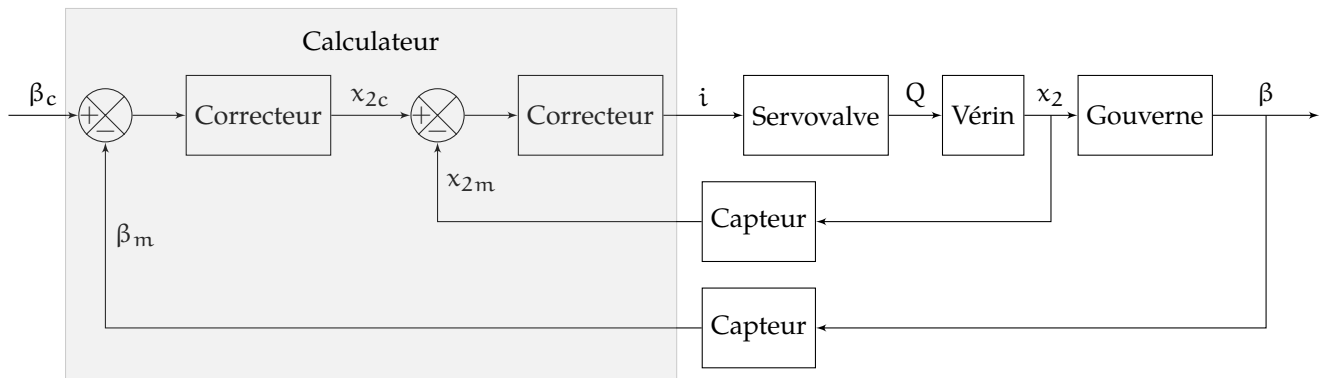 Calculateur
β_c
+
−
Correcteur
x_2c
+
−
Correcteur
i
Servovalve
Q
Vérin
x_2
Gouverne
β
x_2m
Capteur
β_m
Capteur